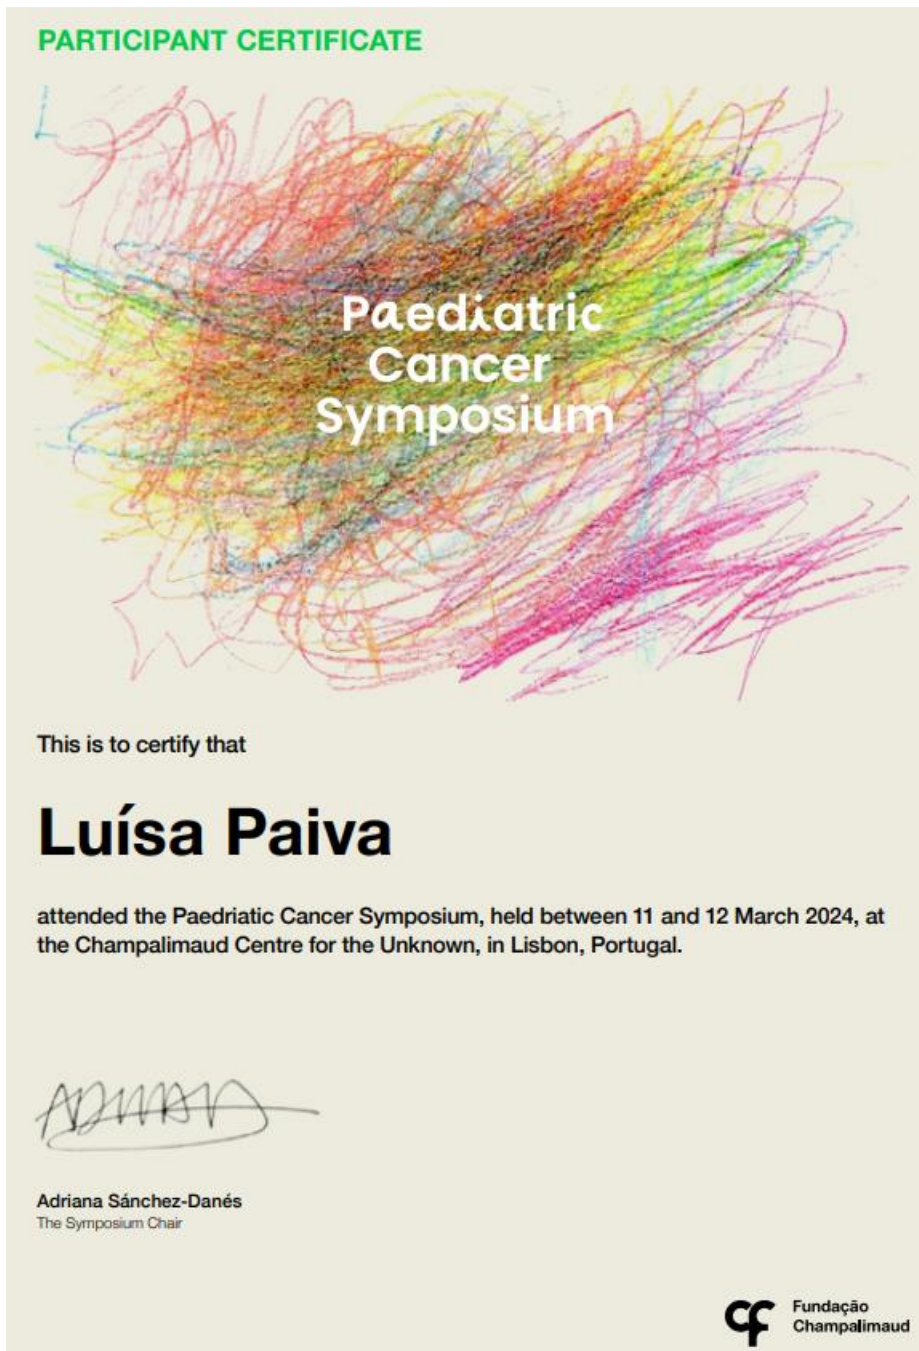 PARTICIPANT CERTIFICATE
Paediatric
Cancer
Symposium
This is to certify that
Luísa Paiva
attended the Paedriatic Cancer Symposium, held between 11 and 12 March 2024, at
the Champalimaud Centre for the Unknown, in Lisbon, Portugal.
Adriana Sánchez-Danés
The Symposium Chair
Fundação
Champalimaud